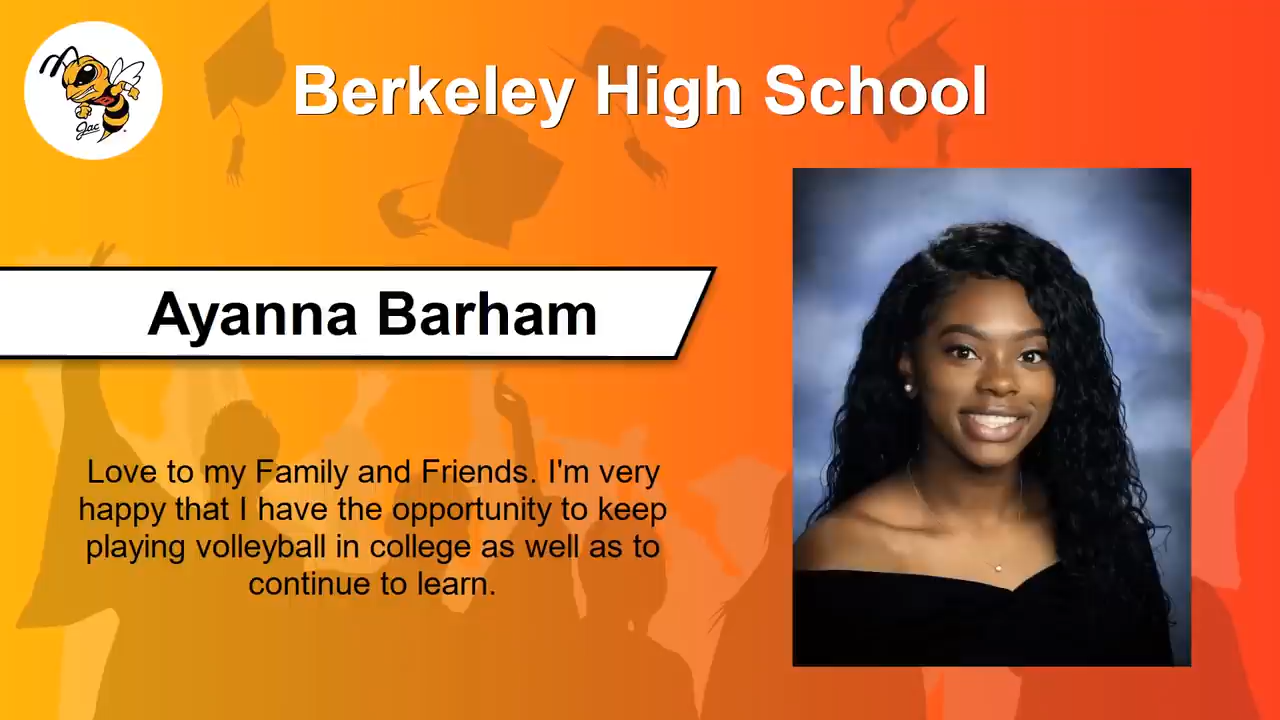 Jac
Berkeley High School
Ayanna Barham
Love to my Family and Friends. I'm very
happy that I have the opportunity to keep
playing volleyball in college as well as to
continue to learn.